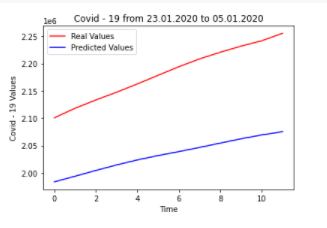 Covid - 19 from 23.01.2020 to 05.01.2020
1e6
Real Values
Predicted Values
2.25
2.20
2.15
2.10
2.05
2.00
Covid - 19 Values
0 2 4 6 8 10
Time